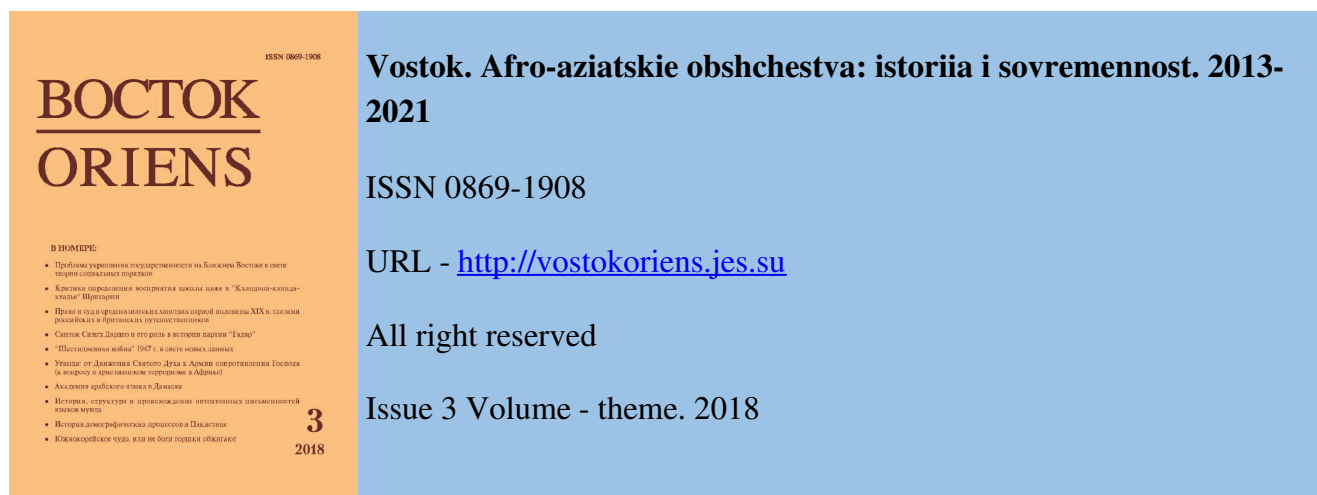 ISSN 0869-1908
ВОСТОК
ORIENS
В НОМЕРЕ:
• Проблема укрепления государственности на Ближнем Востоке в свете
теории социальных порядков
• Критика определения восприятия школы ньяя в "Кхандана-кханда-
кхадье" Шрихарши
• Право и суд в среднеазиатских ханствах первой половины XIX в. глазами
российских и британских путешественников
• Сантокх Сингх и его роль в истории партии "Гадар"
• "Шестидневная война" 1967 г. в свете новых данных
• Уганда: от Движения Святого Духа к Армии сопротивления Господа
(к вопросу о христианском терроризме в Африке)
• Академия арабского языка в Дамаске
• История, структура и происхождение автохтонных письменностей
языков мунда
• История демографических процессов в Пакистане
• Южнокорейское чудо, или не боги горшки обжигают
3
2018
Vostok. Afro-aziatskie obshchestva: istoriia i sovremennost. 2013-
2021
ISSN 0869-1908
URL - http://vostokoriens.jes.su
All right reserved
Issue 3 Volume - theme. 2018